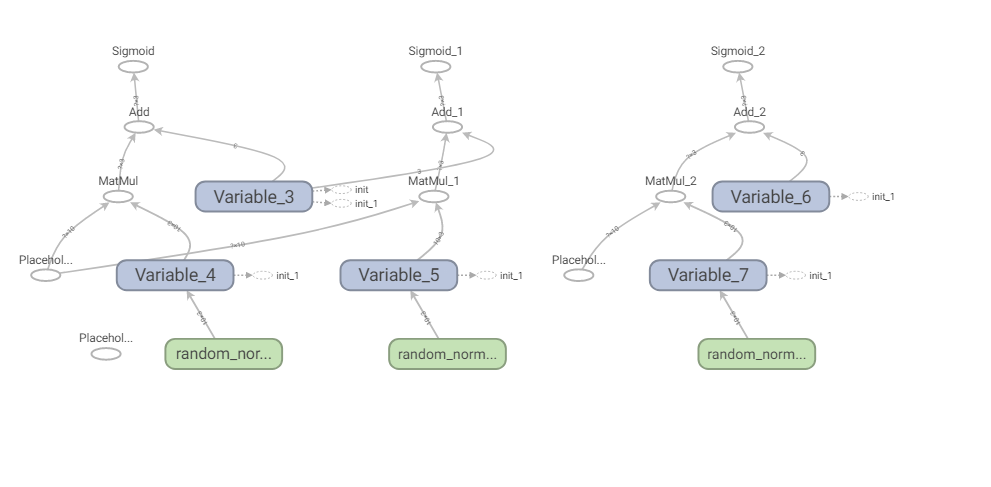 Sigmoid
Sigmoid_1
Sigmoid_2
Add
Add_1
Add_2
MatMul
Variable_3
init
init_1
MatMul_1
MatMul_2
Variable_6
init_1
?×10
Placehol...
Variable_4
init_1
Variable_5
init_1
Placehol...
Variable_7
init_1
Placehol...
random_nor...
random_norm...
random_norm...